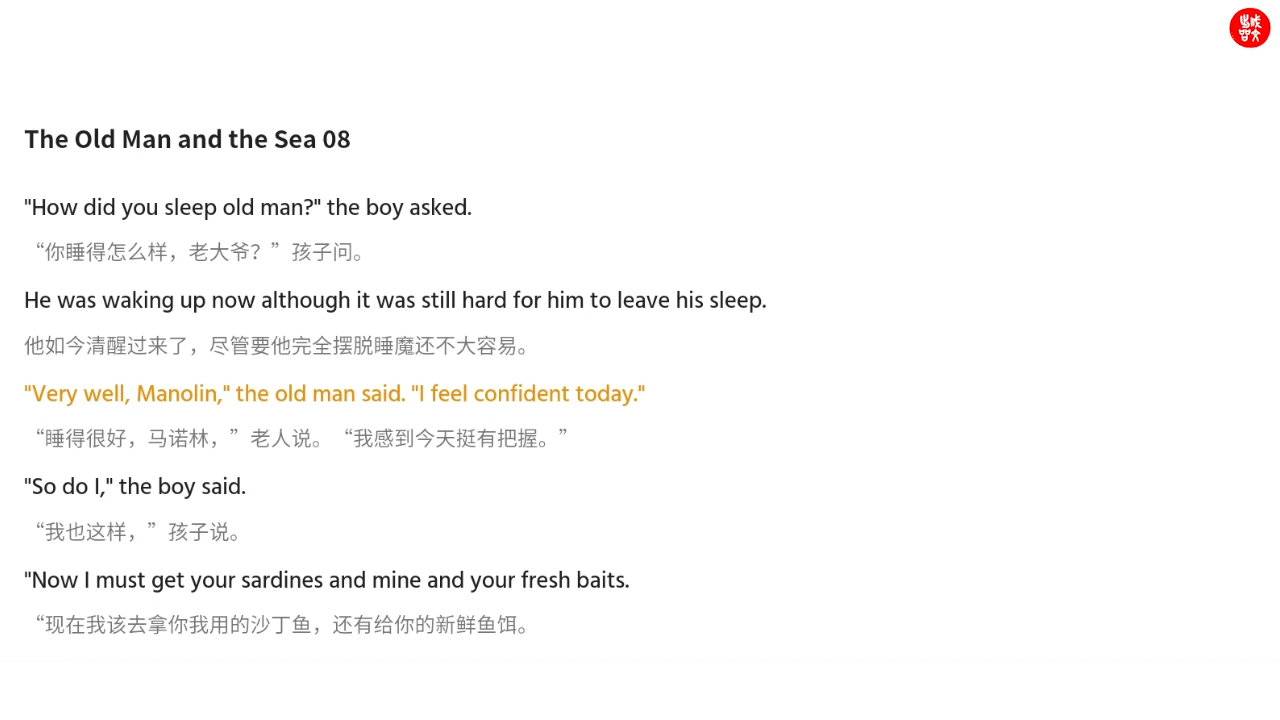 The Old Man and the Sea 08
"How did you sleep old man?" the boy asked.
“你睡得怎么样，老大爷？”孩子问。
He was waking up now although it was still hard for him to leave his sleep.
他如今清醒过来了，尽管要他完全摆脱睡魔还不大容易。
"Very well, Manolin," the old man said. "I feel confident today."
“睡得很好，马诺林，”老人说。“我感到今天挺有把握。”
"So do I," the boy said.
“我也这样，”孩子说。
"Now I must get your sardines and mine and your fresh baits.
“现在我该去拿你我用的沙丁鱼，还有给你的新鲜鱼饵。